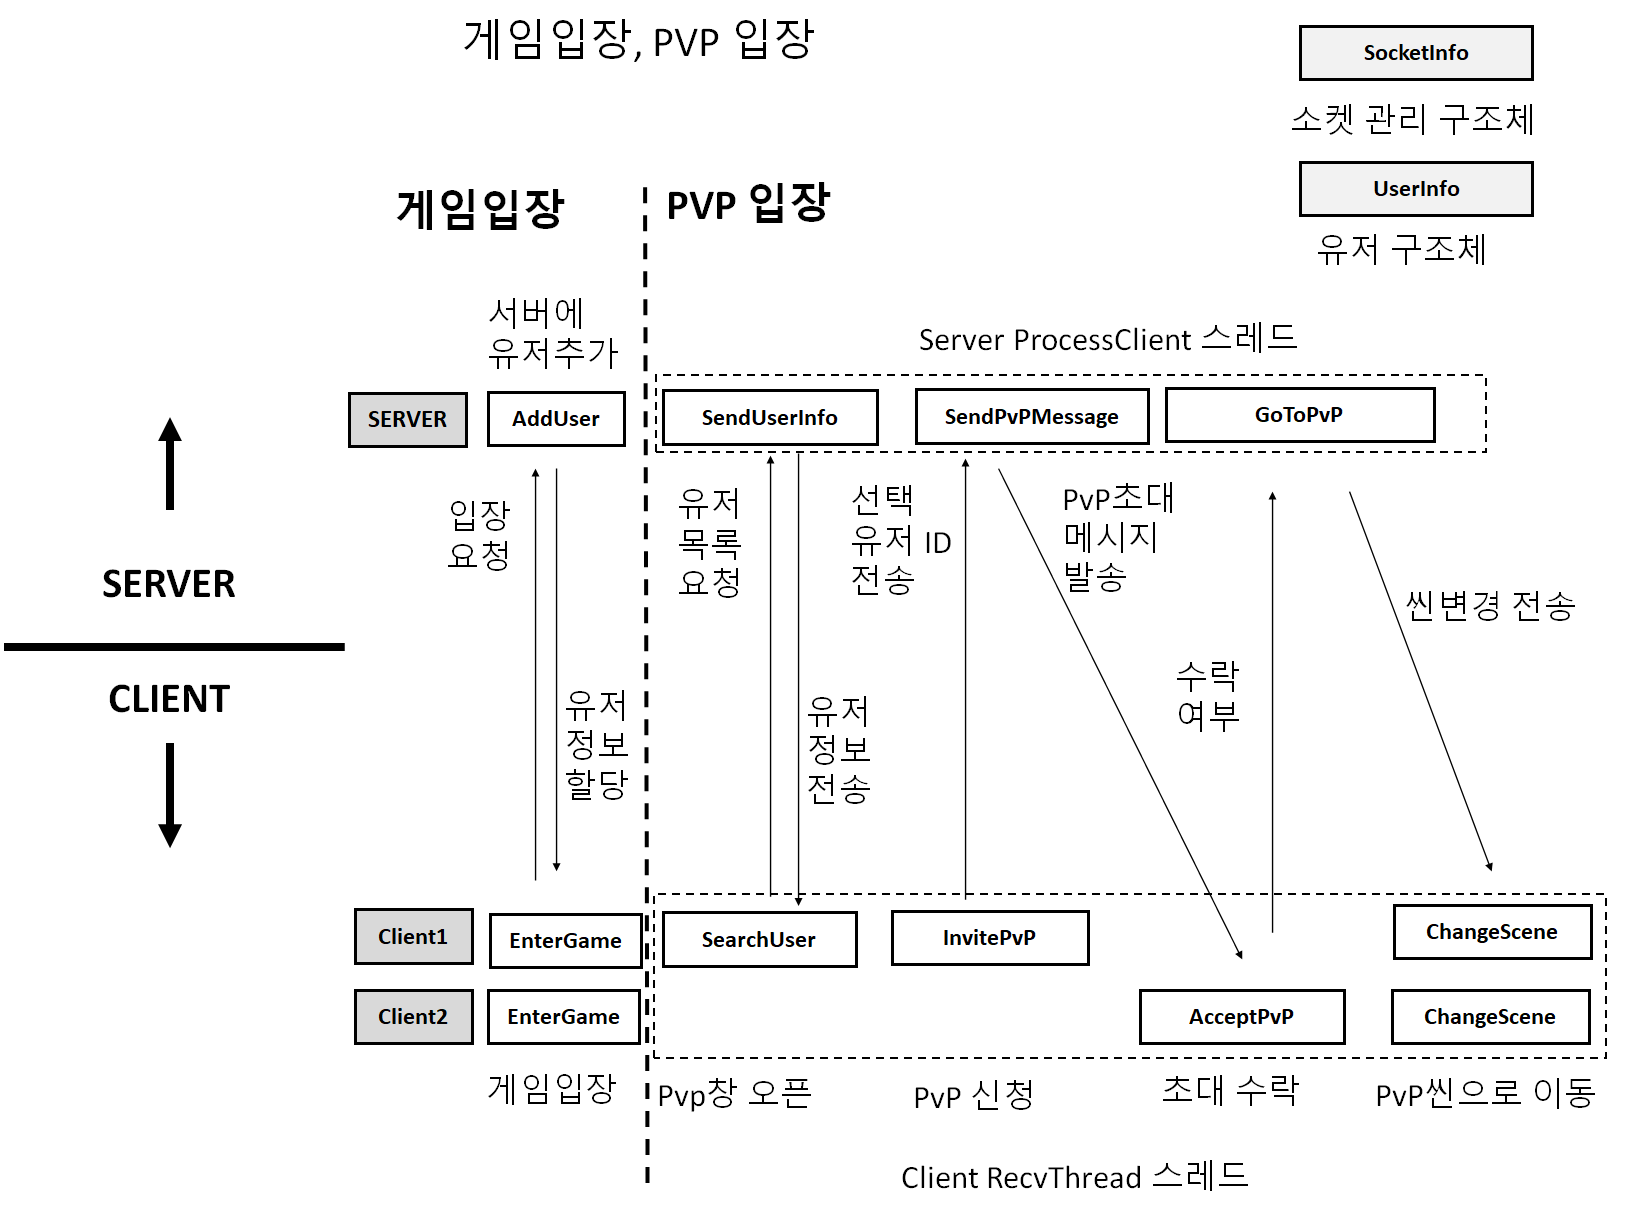 게임입장, PVP 입장
SocketInfo
소켓 관리 구조체
UserInfo
유저 구조체
게임입장
PVP 입장
서버에
유저추가
Server ProcessClient 스레드
SERVER
AddUser
SendUserInfo
SendPvPMessage
GoToPvP
입장
요청
유저
목록
요청
선택
유저 ID
전송
PvP초대
메시지
발송
SERVER
씬변경 전송
CLIENT
유저
정보
할당
유저
정보
전송
수락
여부
Client1
EnterGame
SearchUser
InvitePvP
ChangeScene
Client2
EnterGame
AcceptPvP
ChangeScene
게임입장
Pvp창 오픈
PvP 신청
초대 수락
PvP씬으로 이동
Client RecvThread 스레드